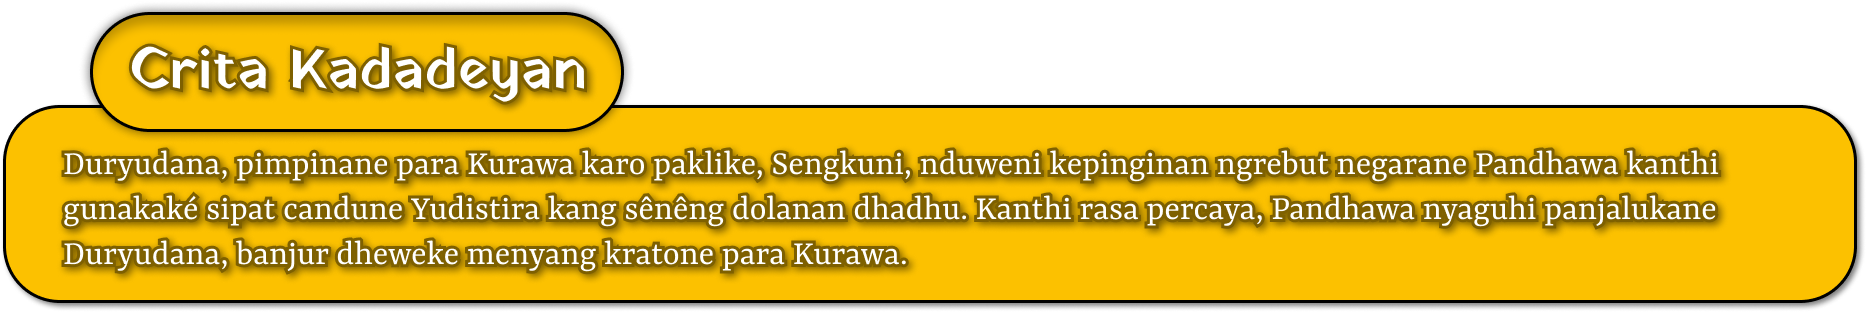 Crita Kadadeyan
Duryudana, pimpinane para Kurawa karo paklike, Sengkuni, nduweni kepinginan ngrebut negarane Pandhawa kanthi
gunakaké sipat candune Yudistira kang sênêng dolanan dhadhu. Kanthi rasa percaya, Pandhawa nyaguhi panjalukane
Duryudana, banjur dheweke menyang kratone para Kurawa.